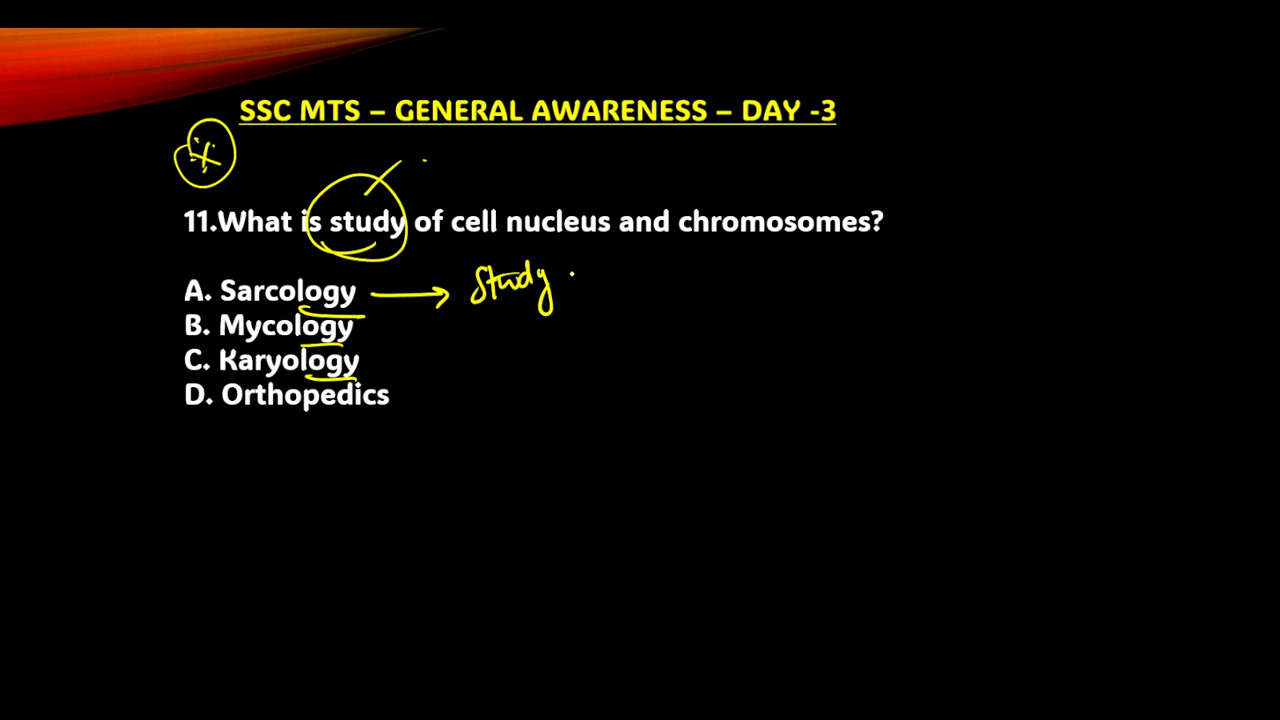 SSC MTS – GENERAL AWARENESS – DAY -3
11.What is study of cell nucleus and chromosomes?
A. Sarcology → Study
B. Mycology
C. Karyology
D. Orthopedics